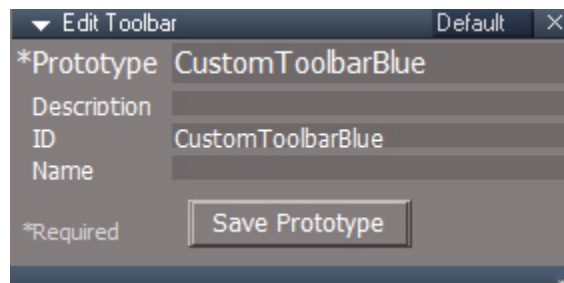 Edit Toolbar Default
*Prototype CustomToolbarBlue
Description
ID CustomToolbarBlue
Name
*Required Save Prototype